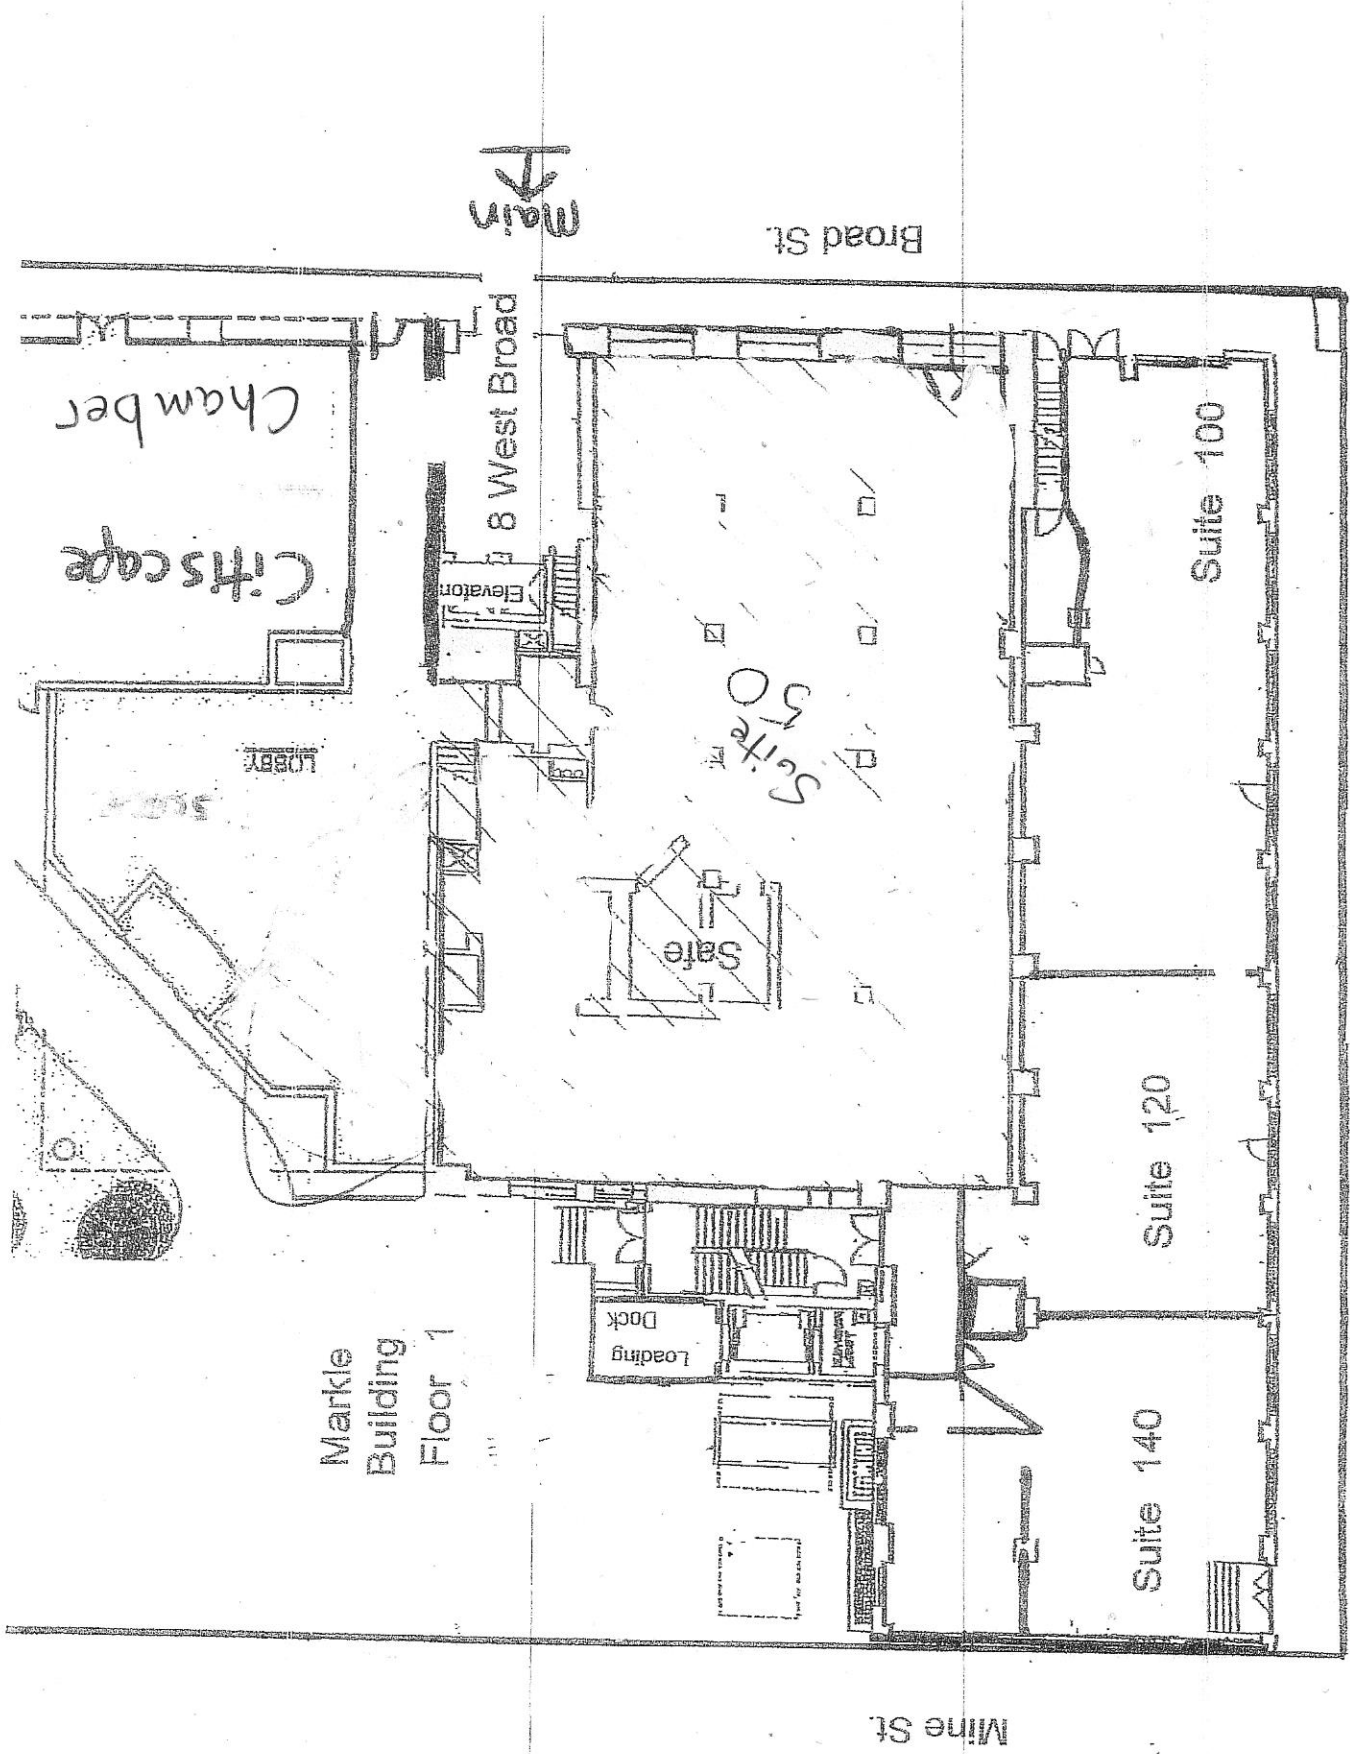 Main
Broad St.
8 West Broad
Chamber
Citiscape
Elevator
Suite 100
LOBBY
Suite
50
Safe
Suite 120
Loading
Dock
Markle
Building
Floor 1
Suite 140
Mine St.